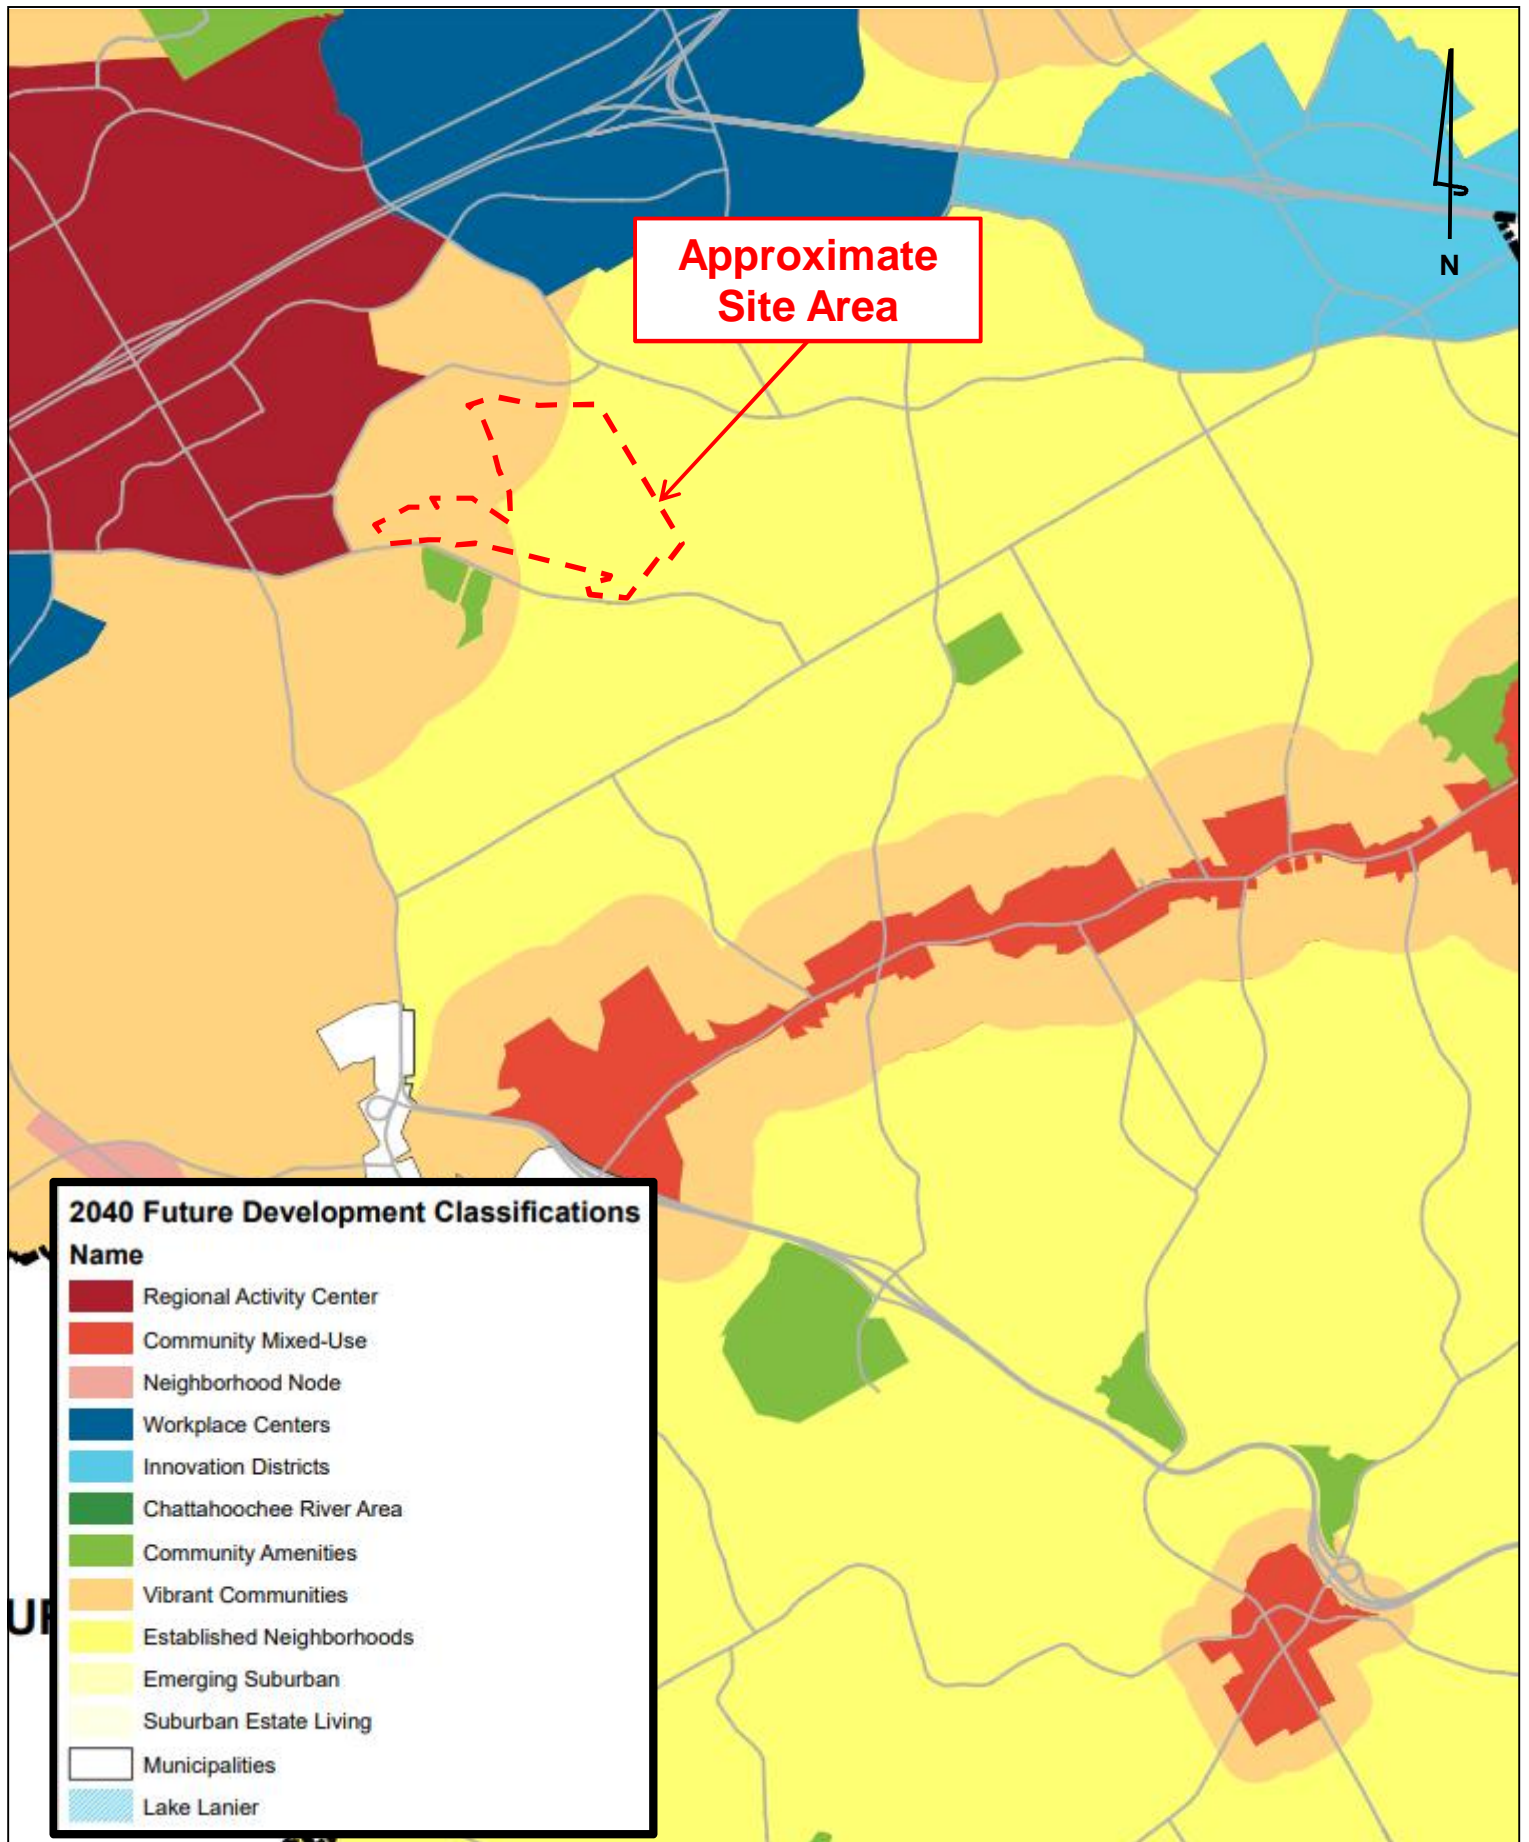 Approximate
Site Area
N
2040 Future Development Classifications
Name
Regional Activity Center
Community Mixed-Use
Neighborhood Node
Workplace Centers
Innovation Districts
Chattahoochee River Area
Community Amenities
Vibrant Communities
Established Neighborhoods
Emerging Suburban
Suburban Estate Living
Municipalities
Lake Lanier